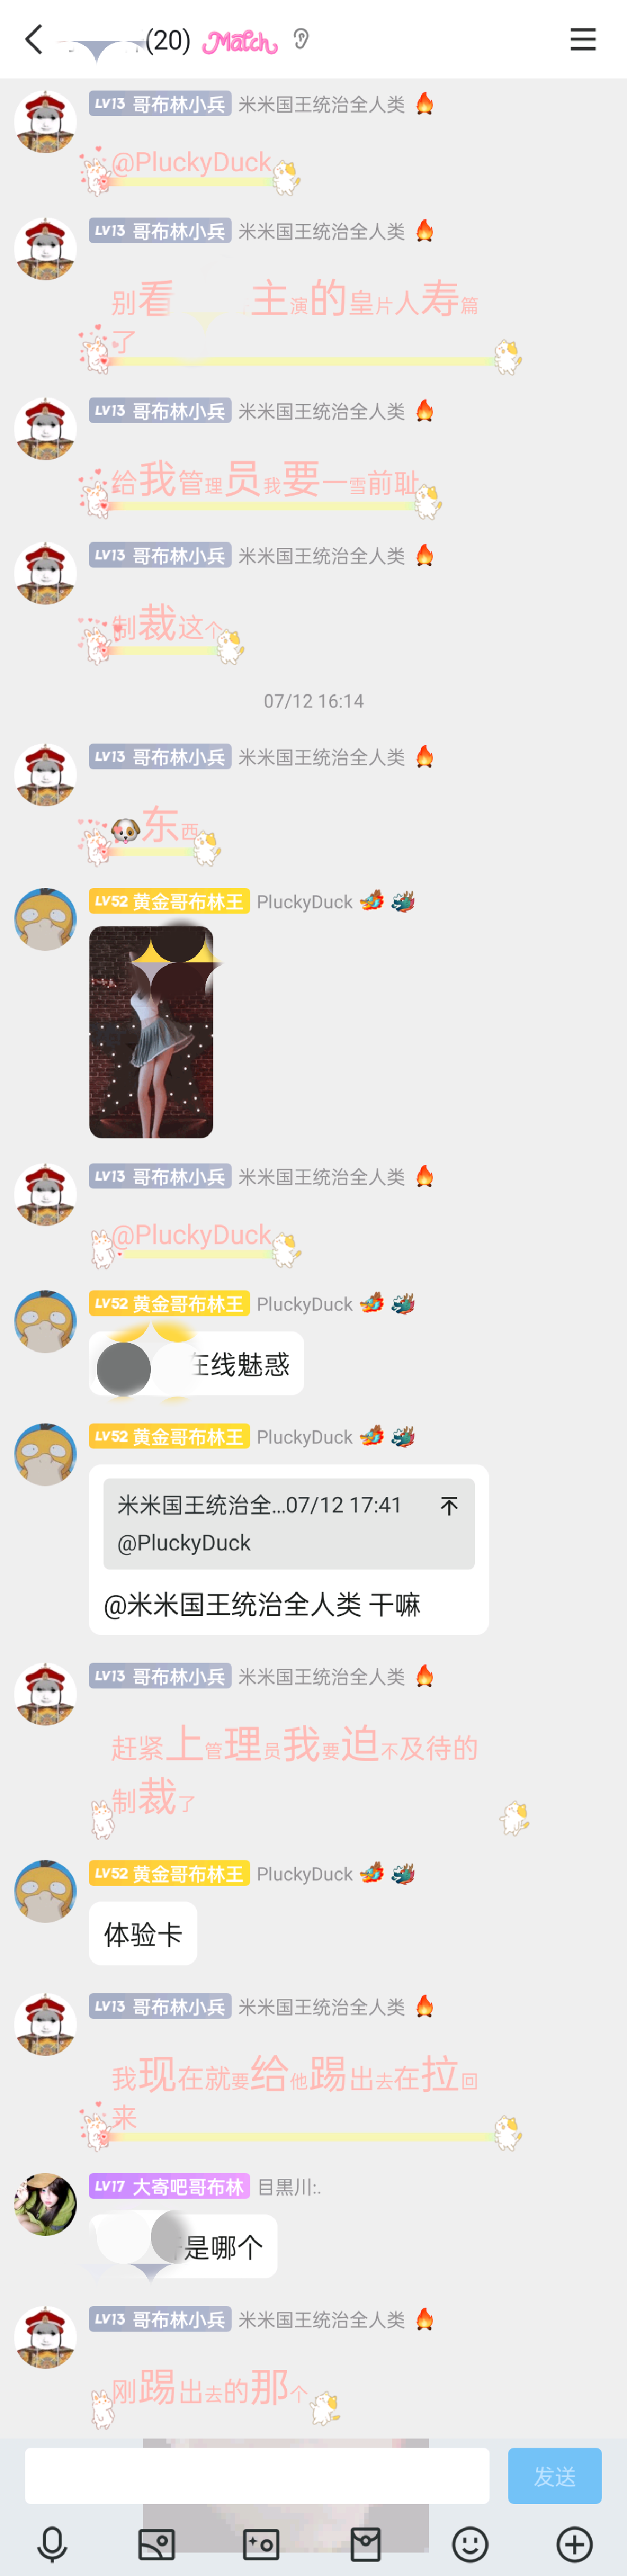 (20) Match
LV13 哥布林小兵 米米国王统治全人类
@PluckyDuck
LV13 哥布林小兵 米米国王统治全人类
别看 主演的皇片人寿篇
了
LV13 哥布林小兵 米米国王统治全人类
给我管理员我要一雪前耻
LV13 哥布林小兵 米米国王统治全人类
制裁这个
07/12 16:14
LV13 哥布林小兵 米米国王统治全人类
东西
LV52 黄金哥布林王 PluckyDuck
LV13 哥布林小兵 米米国王统治全人类
@PluckyDuck
LV52 黄金哥布林王 PluckyDuck
在线魅惑
LV52 黄金哥布林王 PluckyDuck
米米国王统治全...07/12 17:41
@PluckyDuck
@米米国王统治全人类 干嘛
LV13 哥布林小兵 米米国王统治全人类
赶紧上管理员我要迫不及待的
制裁了
LV52 黄金哥布林王 PluckyDuck
体验卡
LV13 哥布林小兵 米米国王统治全人类
我现在就要给他踢出去在拉回
来
LV17 大寄吧哥布林 目黑川:.
是哪个
LV13 哥布林小兵 米米国王统治全人类
刚踢出去的那个
发送